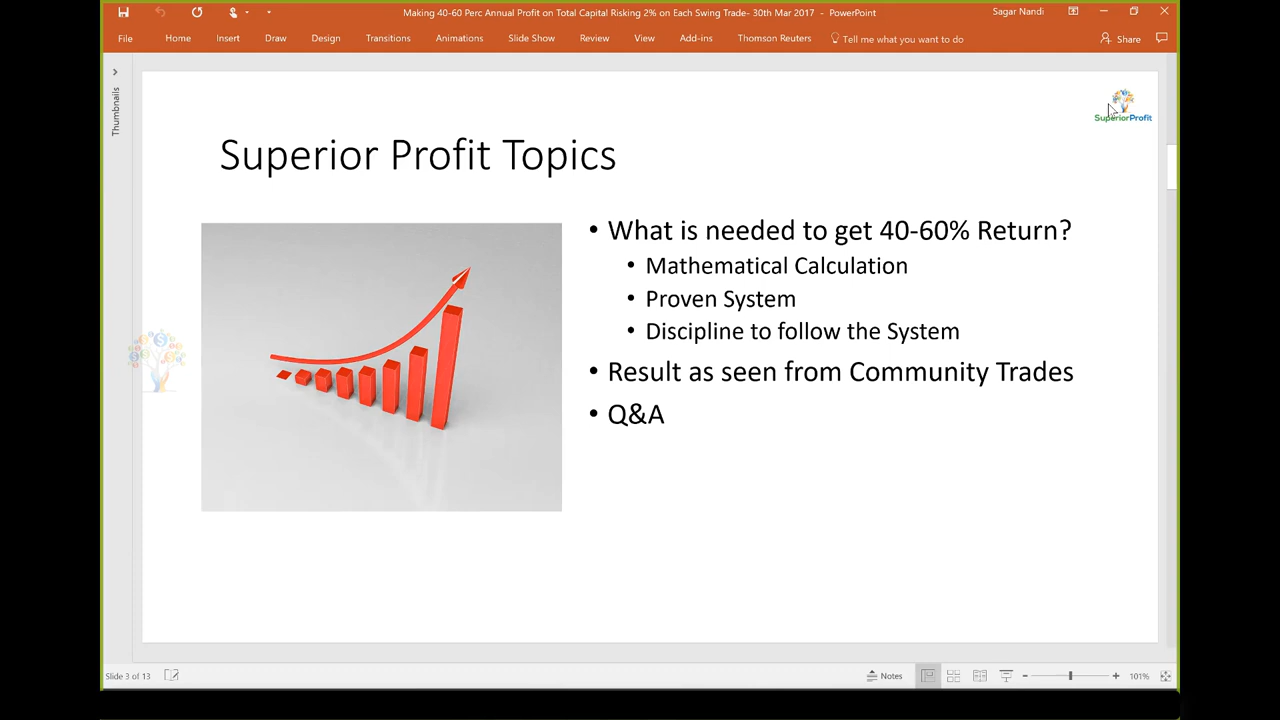 Making 40-60 Perc Annual Profit on Total Capital Risking 2% on Each Swing Trade- 30th Mar 2017 - PowerPoint
Sagar Nandi
File Home Insert Draw Design Transitions Animations Slide Show Review View Add-ins Thomson Reuters Tell me what you want to do Share
Thumbnails
SuperiorProfit
Superior Profit Topics
• What is needed to get 40-60% Return?
• Mathematical Calculation
• Proven System
• Discipline to follow the System
• Result as seen from Community Trades
• Q&A
Slide 3 of 13 Notes 101%